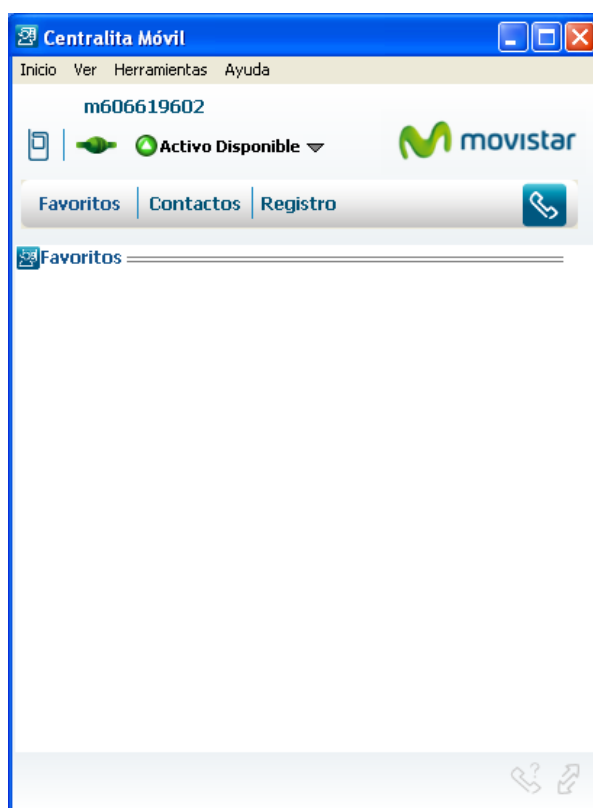 Centralita Móvil
Inicio Ver Herramientas Ayuda
m606619602
Activo Disponible
movistar
Favoritos Contactos Registro
Favoritos